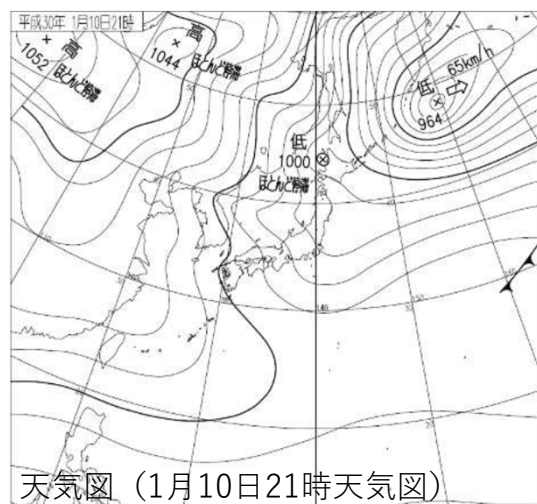 平成30年 1月10日21時
高
1052
ほとんど停滞
高
1044
ほとんど停滞
低
65km/h
964
低
1000
ほとんど停滞
天気図（1月10日21時天気図）